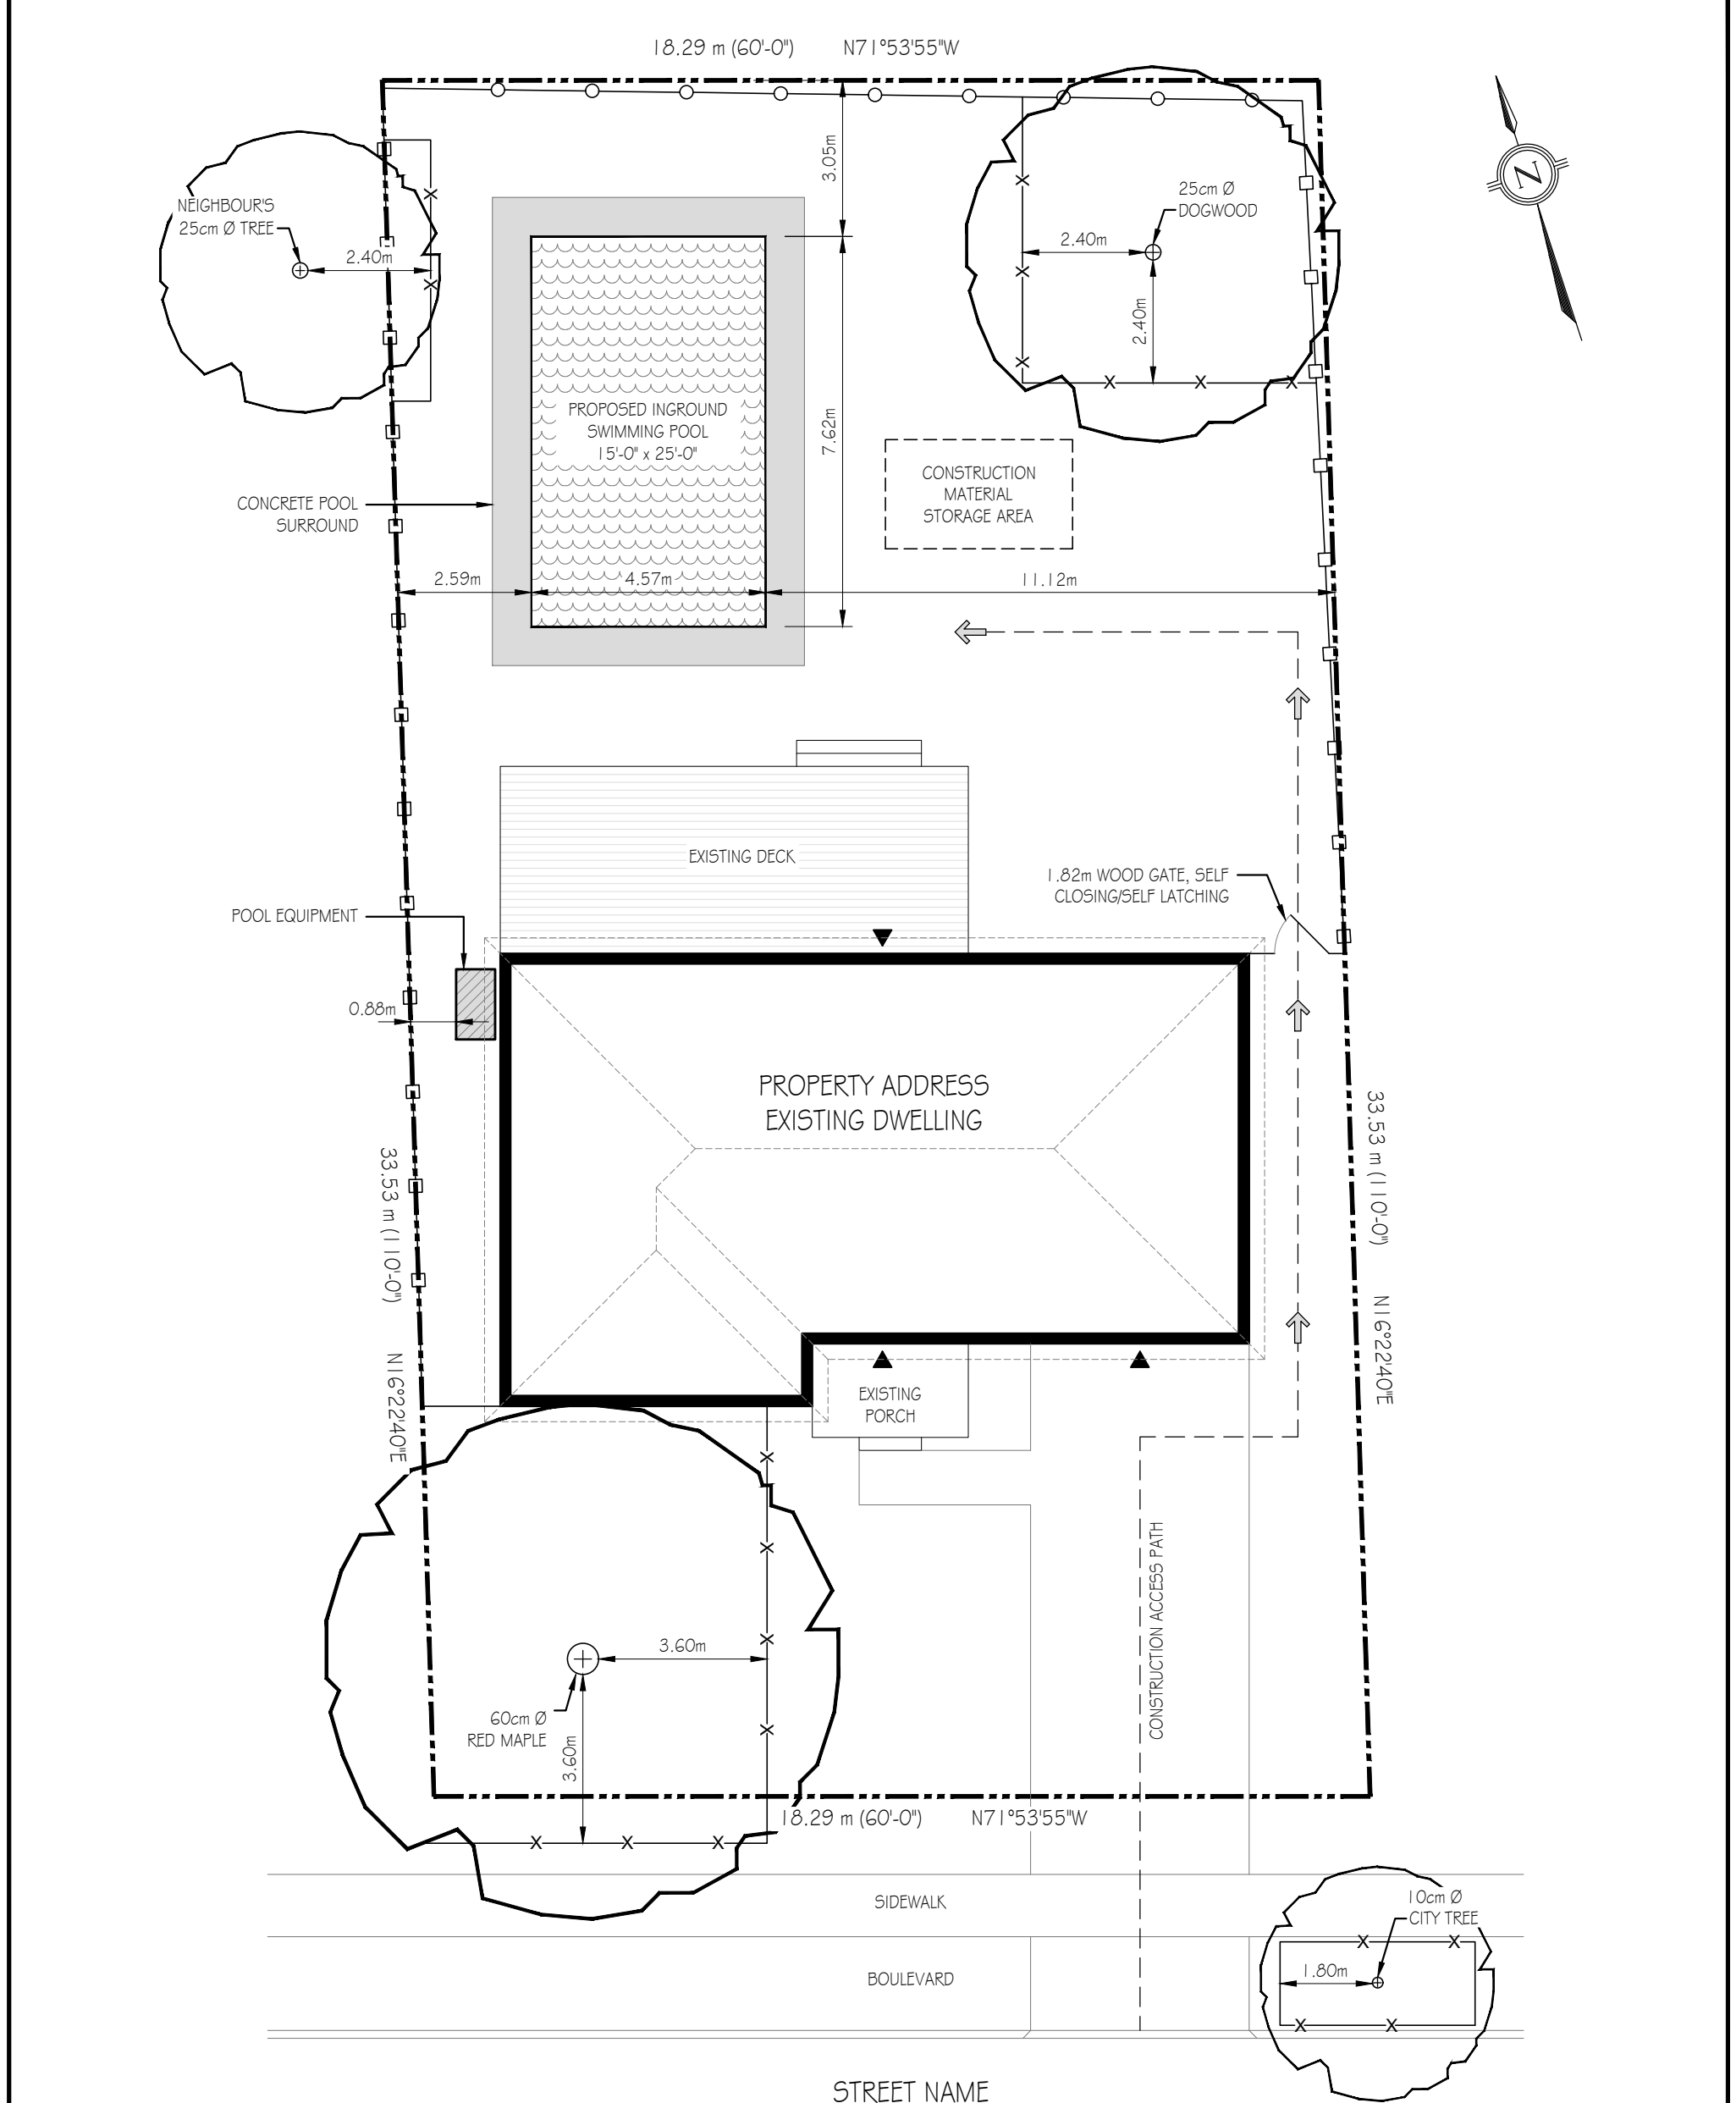 18.29 m (60'-0") N71°53'55"W
NEIGHBOUR'S
25cm Ø TREE
2.40m
3.05m
25cm Ø
DOGWOOD
2.40m
2.40m
N
PROPOSED INGROUND
SWIMMING POOL
15'-0" x 25'-0"
7.62m
CONSTRUCTION
MATERIAL
STORAGE AREA
CONCRETE POOL
SURROUND
2.59m
4.57m
11.12m
EXISTING DECK
1.82m WOOD GATE, SELF
CLOSING/SELF LATCHING
POOL EQUIPMENT
0.88m
PROPERTY ADDRESS
EXISTING DWELLING
33.53 m (110'-0") N16°22'40"E
33.53 m (110'-0") N16°22'40"E
EXISTING
PORCH
CONSTRUCTION ACCESS PATH
3.60m
60cm Ø
RED MAPLE
3.60m
18.29 m (60'-0") N71°53'55"W
SIDEWALK
10cm Ø
CITY TREE
1.80m
BOULEVARD
STREET NAME